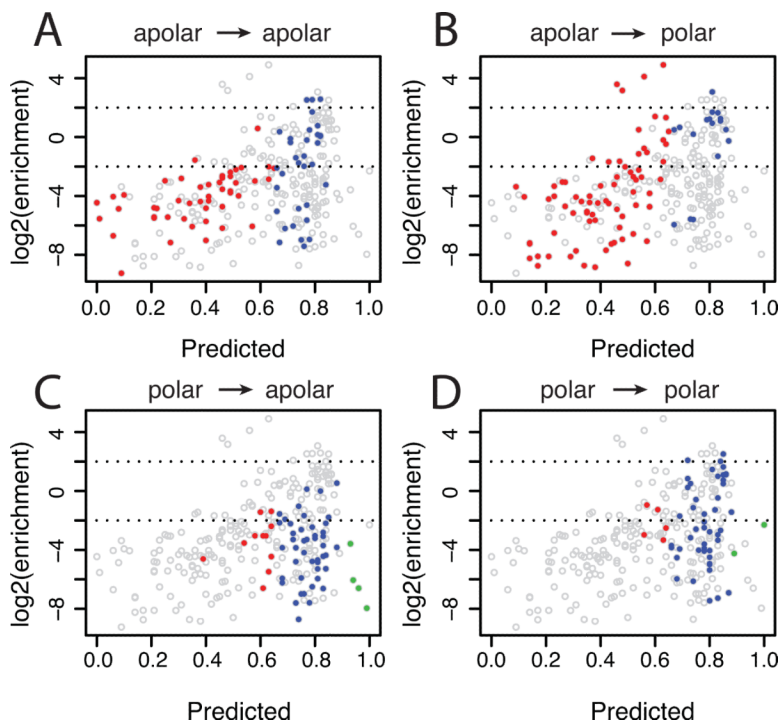 A
apolar → apolar
log2(enrichment)
4
0
−4
−8
0.0 0.2 0.4 0.6 0.8 1.0
Predicted
B
apolar → polar
log2(enrichment)
4
0
−4
−8
0.0 0.2 0.4 0.6 0.8 1.0
Predicted
C
polar → apolar
log2(enrichment)
4
0
−4
−8
0.0 0.2 0.4 0.6 0.8 1.0
Predicted
D
polar → polar
log2(enrichment)
4
0
−4
−8
0.0 0.2 0.4 0.6 0.8 1.0
Predicted